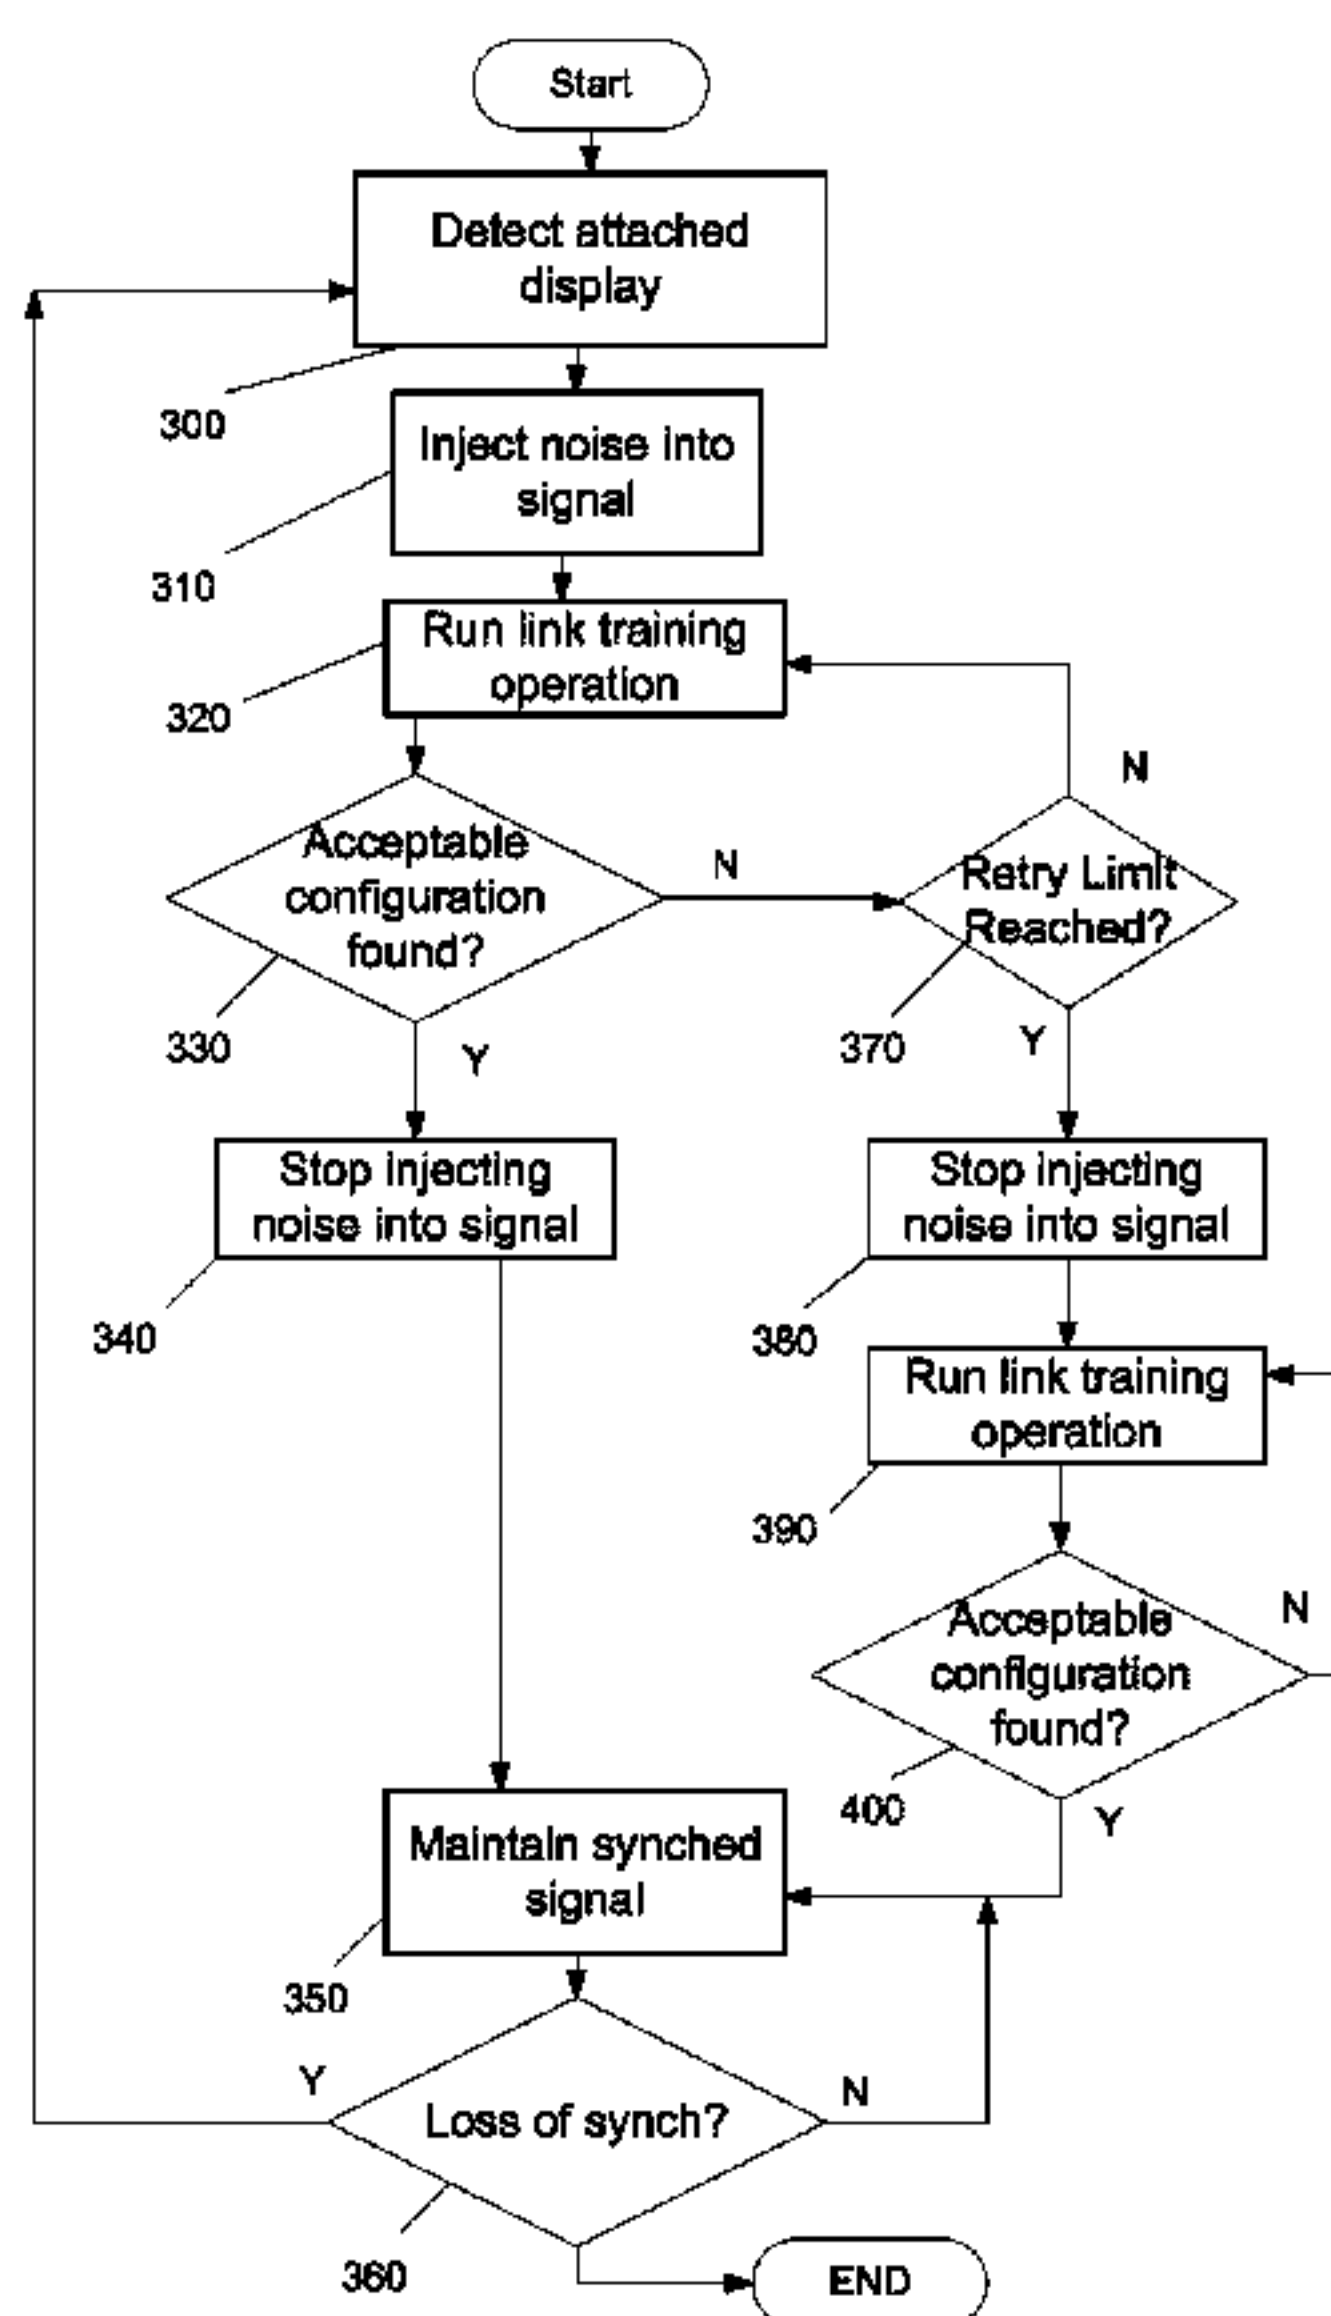 Start
Detect attached
display
300
Inject noise into
signal
310
Run link training
operation
320
N
Acceptable
configuration
found?
N
Retry Limit
Reached?
330
Y
370
Y
Stop injecting
noise into signal
Stop injecting
noise into signal
340
380
Run link training
operation
390
Acceptable
configuration
found?
N
400
Y
Maintain synched
signal
350
Y
Loss of synch?
N
360
END